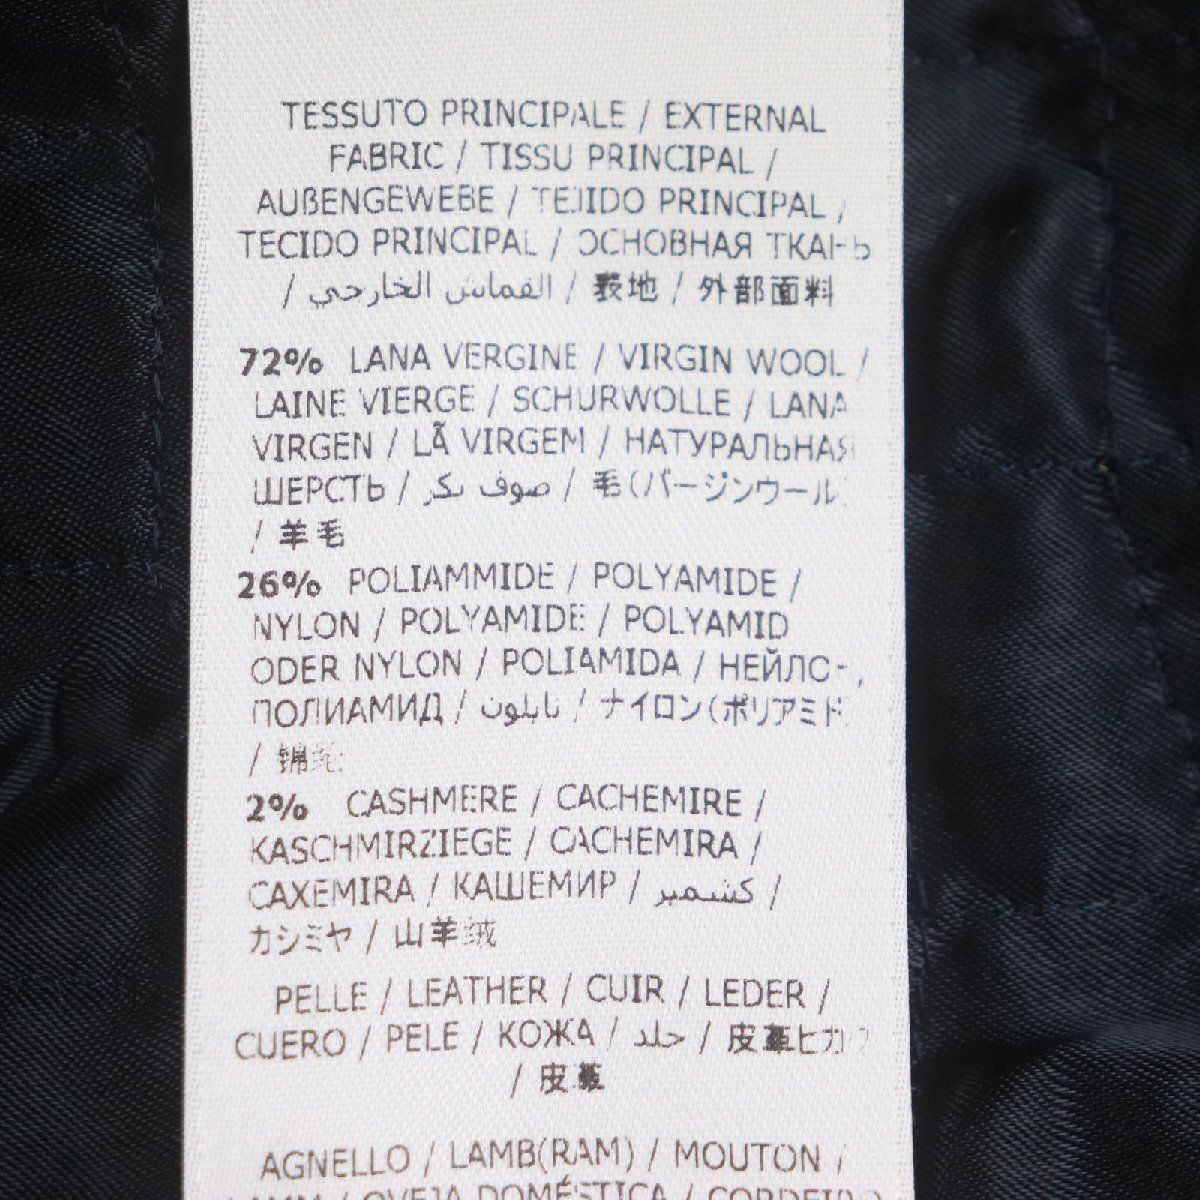 TESSUTO PRINCIPALE / EXTERNAL
FABRIC / TISSU PRINCIPAL /
AUßENGEWEBE / TEJIDO PRINCIPAL /
TECIDO PRINCIPAL / ОСНОВНАЯ ТКАНЬ
/ القماش الخارجي / 表地 / 外部面料
72% LANA VERGINE / VIRGIN WOOL /
LAINE VIERGE / SCHURWOLLE / LANA
VIRGEN / LÃ VIRGEM / НАТУРАЛЬНАЯ
ШЕРСТЬ / صوف بكر / 毛(バージンウール)
/ 羊毛
26% POLIAMMIDE / POLYAMIDE /
NYLON / POLYAMIDE / POLYAMID
ODER NYLON / POLIAMIDA / НЕЙЛО-,
ПОЛИАМИД / نايلون / ナイロン(ポリアミド)
/ 锦纶
2% CASHMERE / CACHEMIRE /
KASCHMIRZIEGE / CACHEMIRA /
CAXEMIRA / КАШЕМИР / كشمير /
カシミヤ / 山羊绒
PELLE / LEATHER / CUIR / LEDER /
CUERO / PELE / КОЖА / جلد / 皮革ヒカク
/ 皮革
AGNELLO / LAMB(RAM) / MOUTON /
/ OVEJA DOMÉSTICA / CORDEIRO